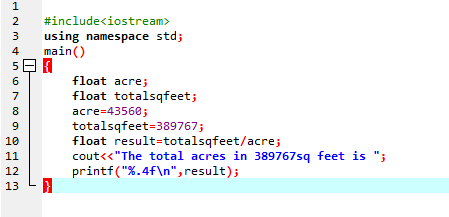 1
2 #include<iostream>
3 using namespace std;
4 main()
5 {
6 float acre;
7 float totalsqfeet;
8 acre=43560;
9 totalsqfeet=389767;
10 float result=totalsqfeet/acre;
11 cout<<"The total acres in 389767sq feet is ";
12 printf("%.4f\n",result);
13 }